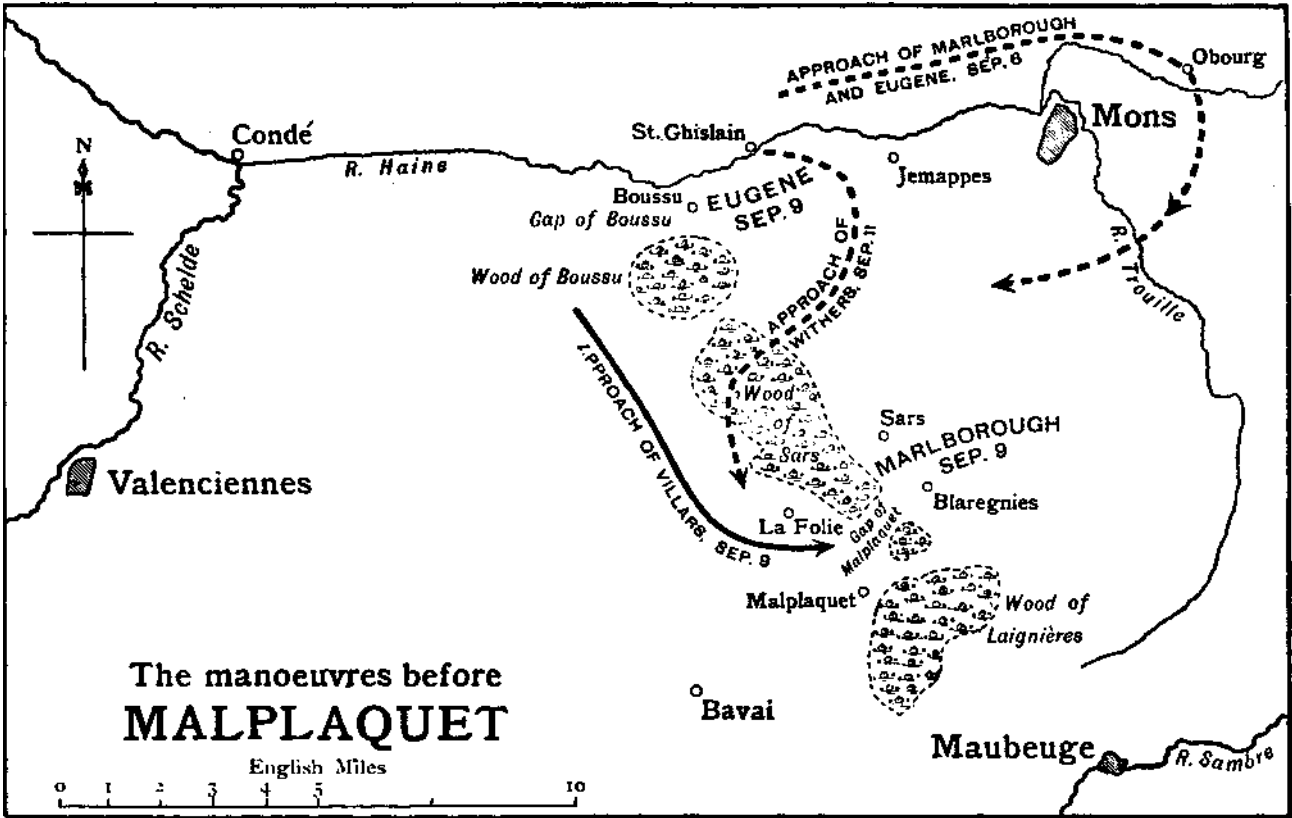 APPROACH OF MARLBOROUGH
AND EUGENE, SEP. 6
Obourg
Mons
N
Condé
R. Haine
St. Ghislain
Jemappes
Boussu
EUGENE
SEP. 9
Gap of Boussu
Wood of Boussu
APPROACH OF
WITHERS, SEP. 11
R. Trouille
R. Schelde
APPROACH OF VILLARS, SEP. 9
Wood
of
Sars
Sars
MARLBOROUGH
SEP. 9
Valenciennes
Blaregnies
La Folie
Gap of
Malplaquet
Malplaquet
Wood of
Laignières
The manoeuvres before
MALPLAQUET
Bavai
Maubeuge
R. Sambre
English Miles
0 1 2 3 4 5 10